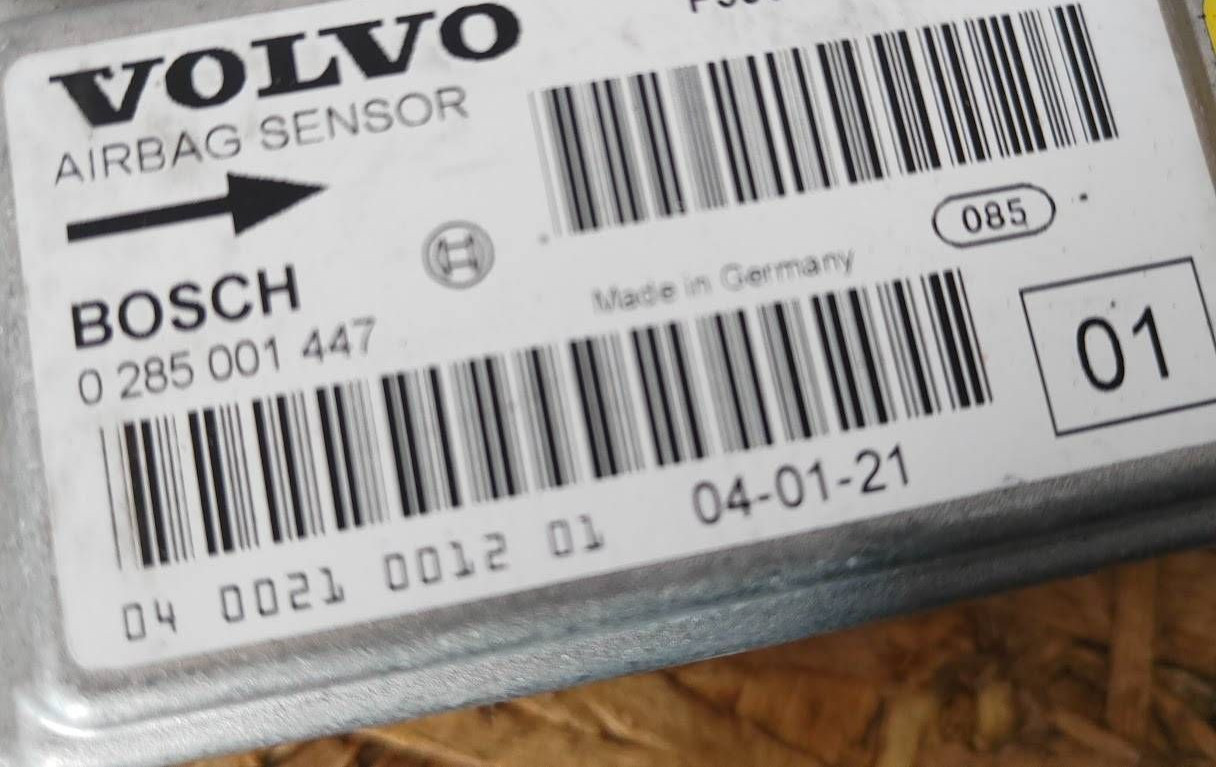 VOLVO
AIRBAG SENSOR
085
BOSCH
Made in Germany
0 285 001 447
01
04-01-21
04 0021 0012 01